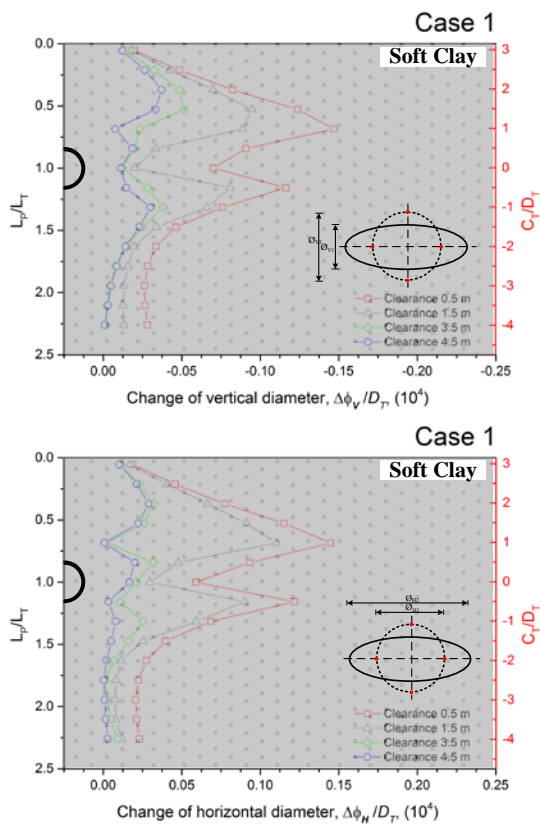 Case 1
Soft Clay
0.0
0.5
1.0
1.5
2.0
2.5
L_P/L_T
3
2
1
0
-1
-2
-3
-4
C_T/D_T
Clearance 0.5 m
Clearance 1.5 m
Clearance 3.5 m
Clearance 4.5 m
0.00 -0.05 -0.10 -0.15 -0.20 -0.25
Change of vertical diameter, Δϕ_V/D_T, (10⁴)
Case 1
Soft Clay
0.0
0.5
1.0
1.5
2.0
2.5
L_P/L_T
3
2
1
0
-1
-2
-3
-4
C_T/D_T
Clearance 0.5 m
Clearance 1.5 m
Clearance 3.5 m
Clearance 4.5 m
0.00 0.05 0.10 0.15 0.20 0.25
Change of horizontal diameter, Δϕ_H/D_T, (10⁴)